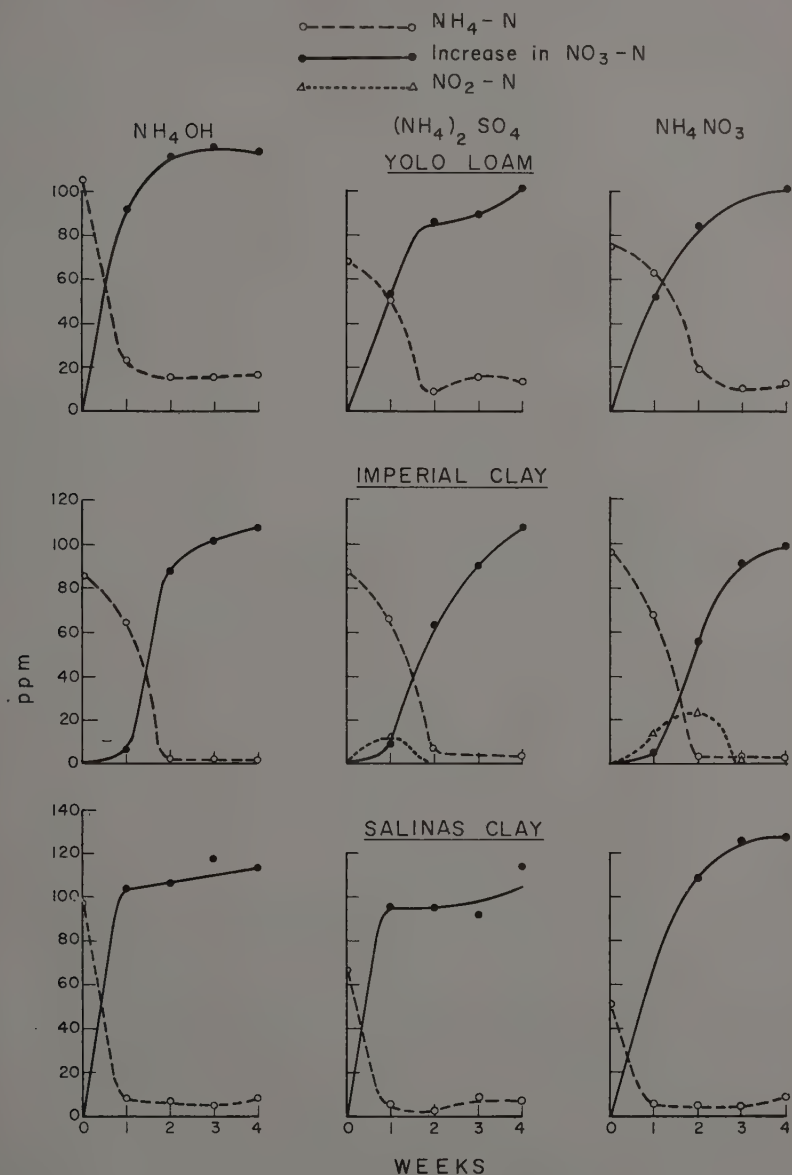 NH4-N
Increase in NO3-N
NO2-N
NH4OH (NH4)2 SO4 NH4NO3
YOLO LOAM
100
80
60
40
20
0
IMPERIAL CLAY
120
100
80
60
40
20
0
ppm
SALINAS CLAY
140
120
100
80
60
40
20
0
0 1 2 3 4 0 1 2 3 4 0 1 2 3 4
WEEKS